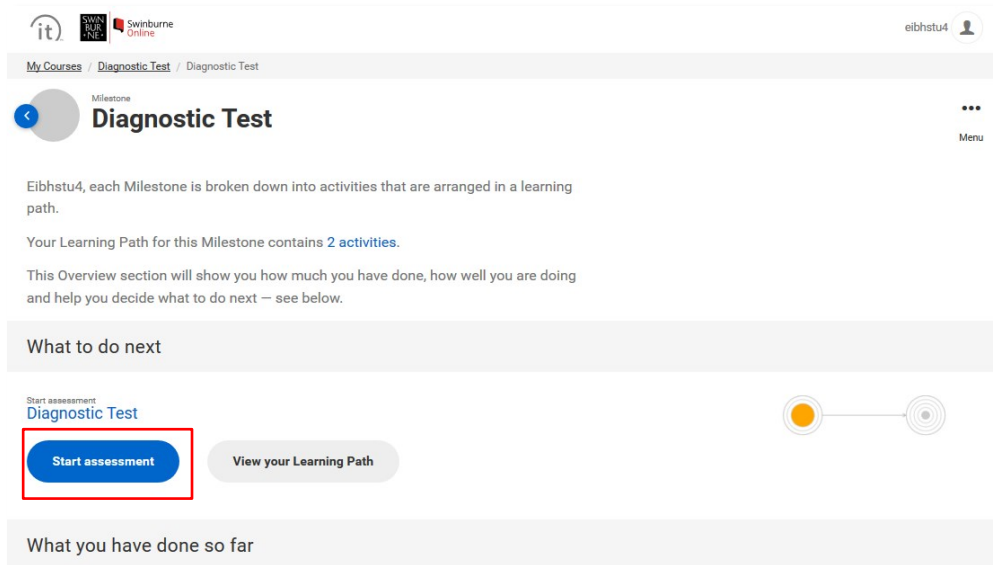 it)
SWIN
BUR
• NE •
Swinburne
Online
eibhstu4
My Courses / Diagnostic Test / Diagnostic Test
Milestone
Diagnostic Test
Menu
Eibhstu4, each Milestone is broken down into activities that are arranged in a learning
path.
Your Learning Path for this Milestone contains 2 activities.
This Overview section will show you how much you have done, how well you are doing
and help you decide what to do next — see below.
What to do next
Start assessment
Diagnostic Test
Start assessment
View your Learning Path
What you have done so far